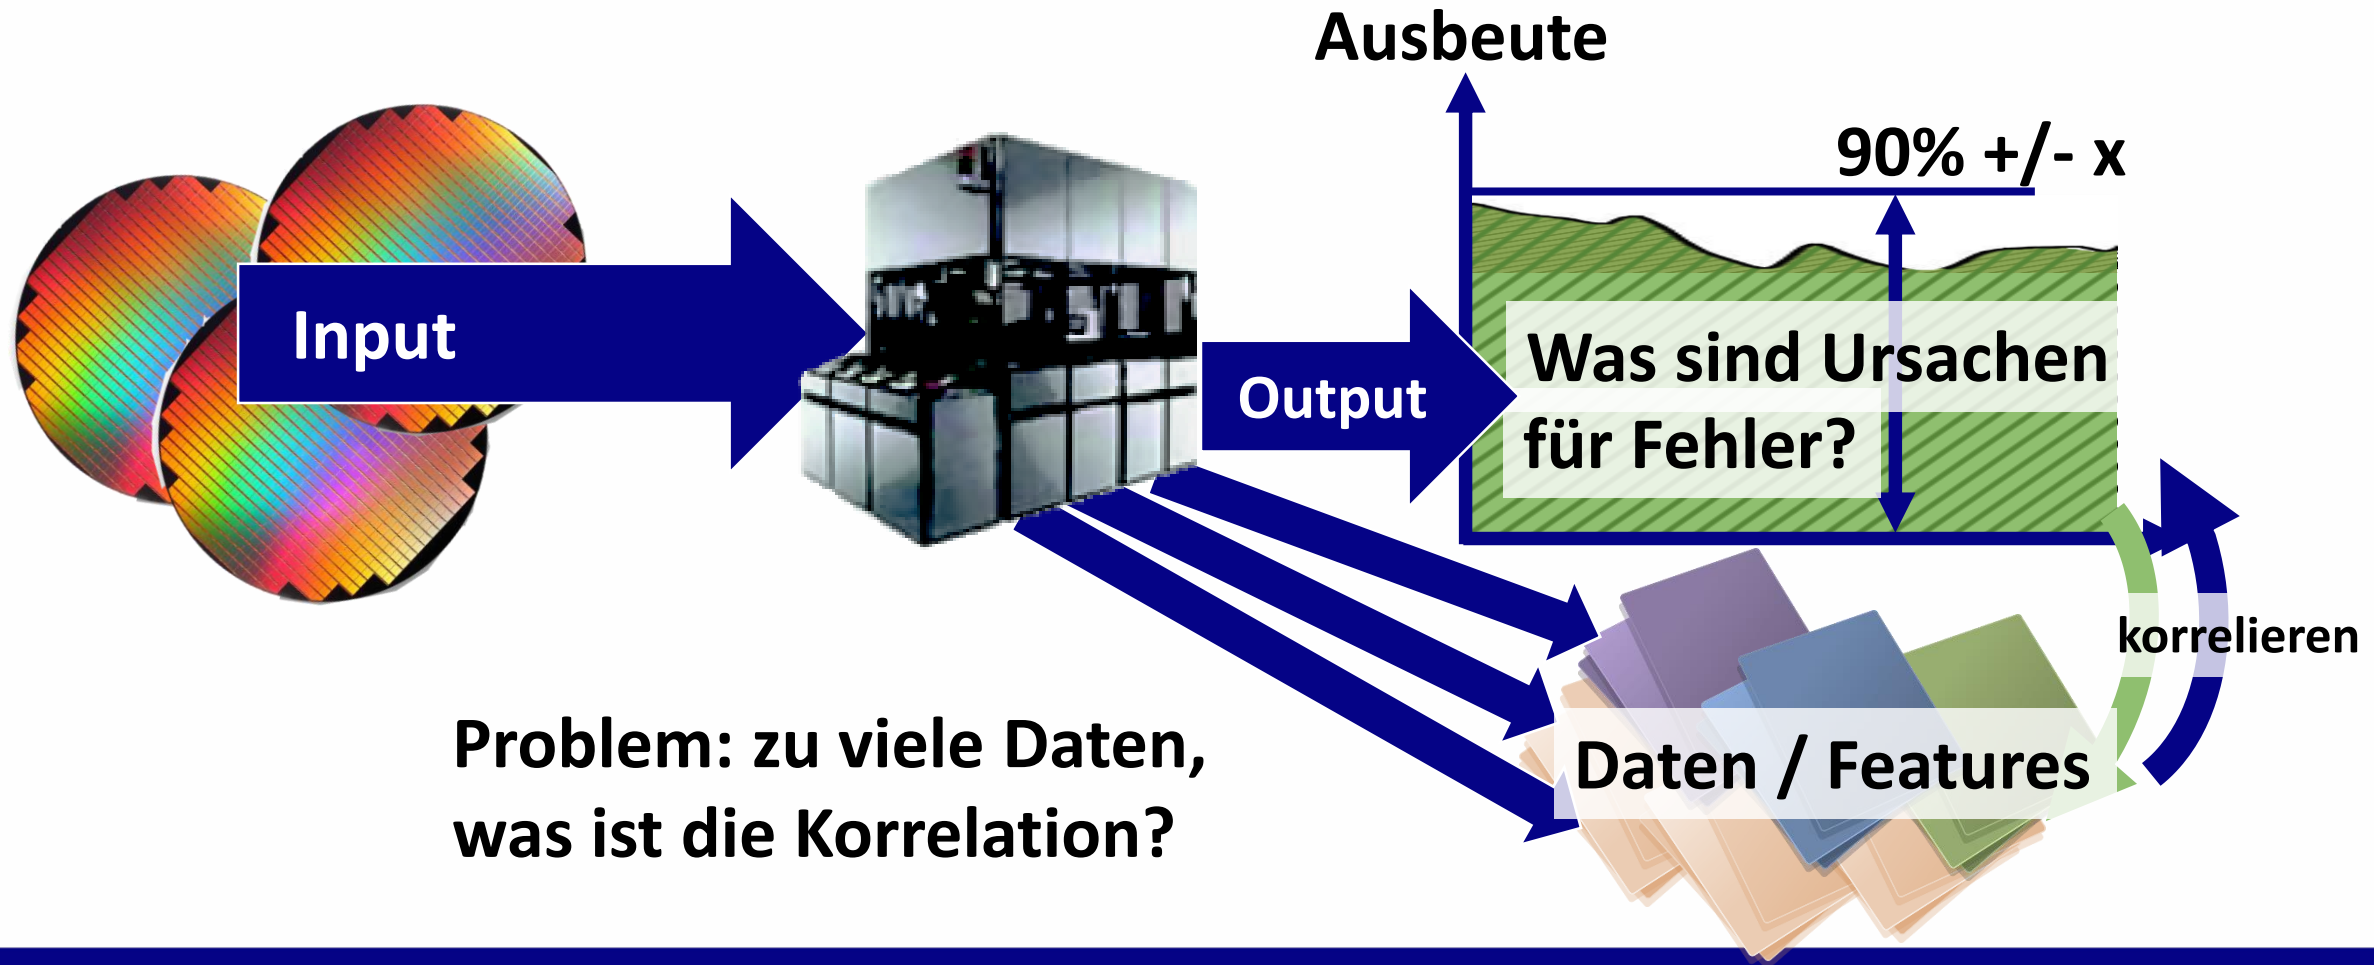 Ausbeute
90% +/- x
Input
Output
Was sind Ursachen
für Fehler?
korrelieren
Problem: zu viele Daten,
was ist die Korrelation?
Daten / Features